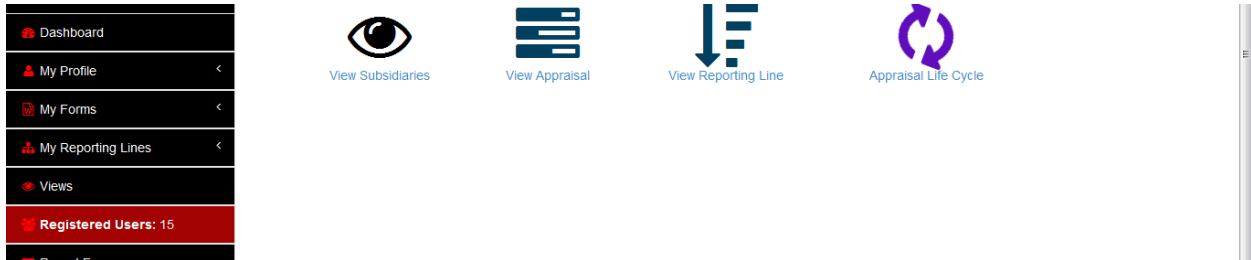 Dashboard
My Profile
My Forms
My Reporting Lines
Views
Registered Users: 15
View Subsidiaries
View Appraisal
View Reporting Line
Appraisal Life Cycle